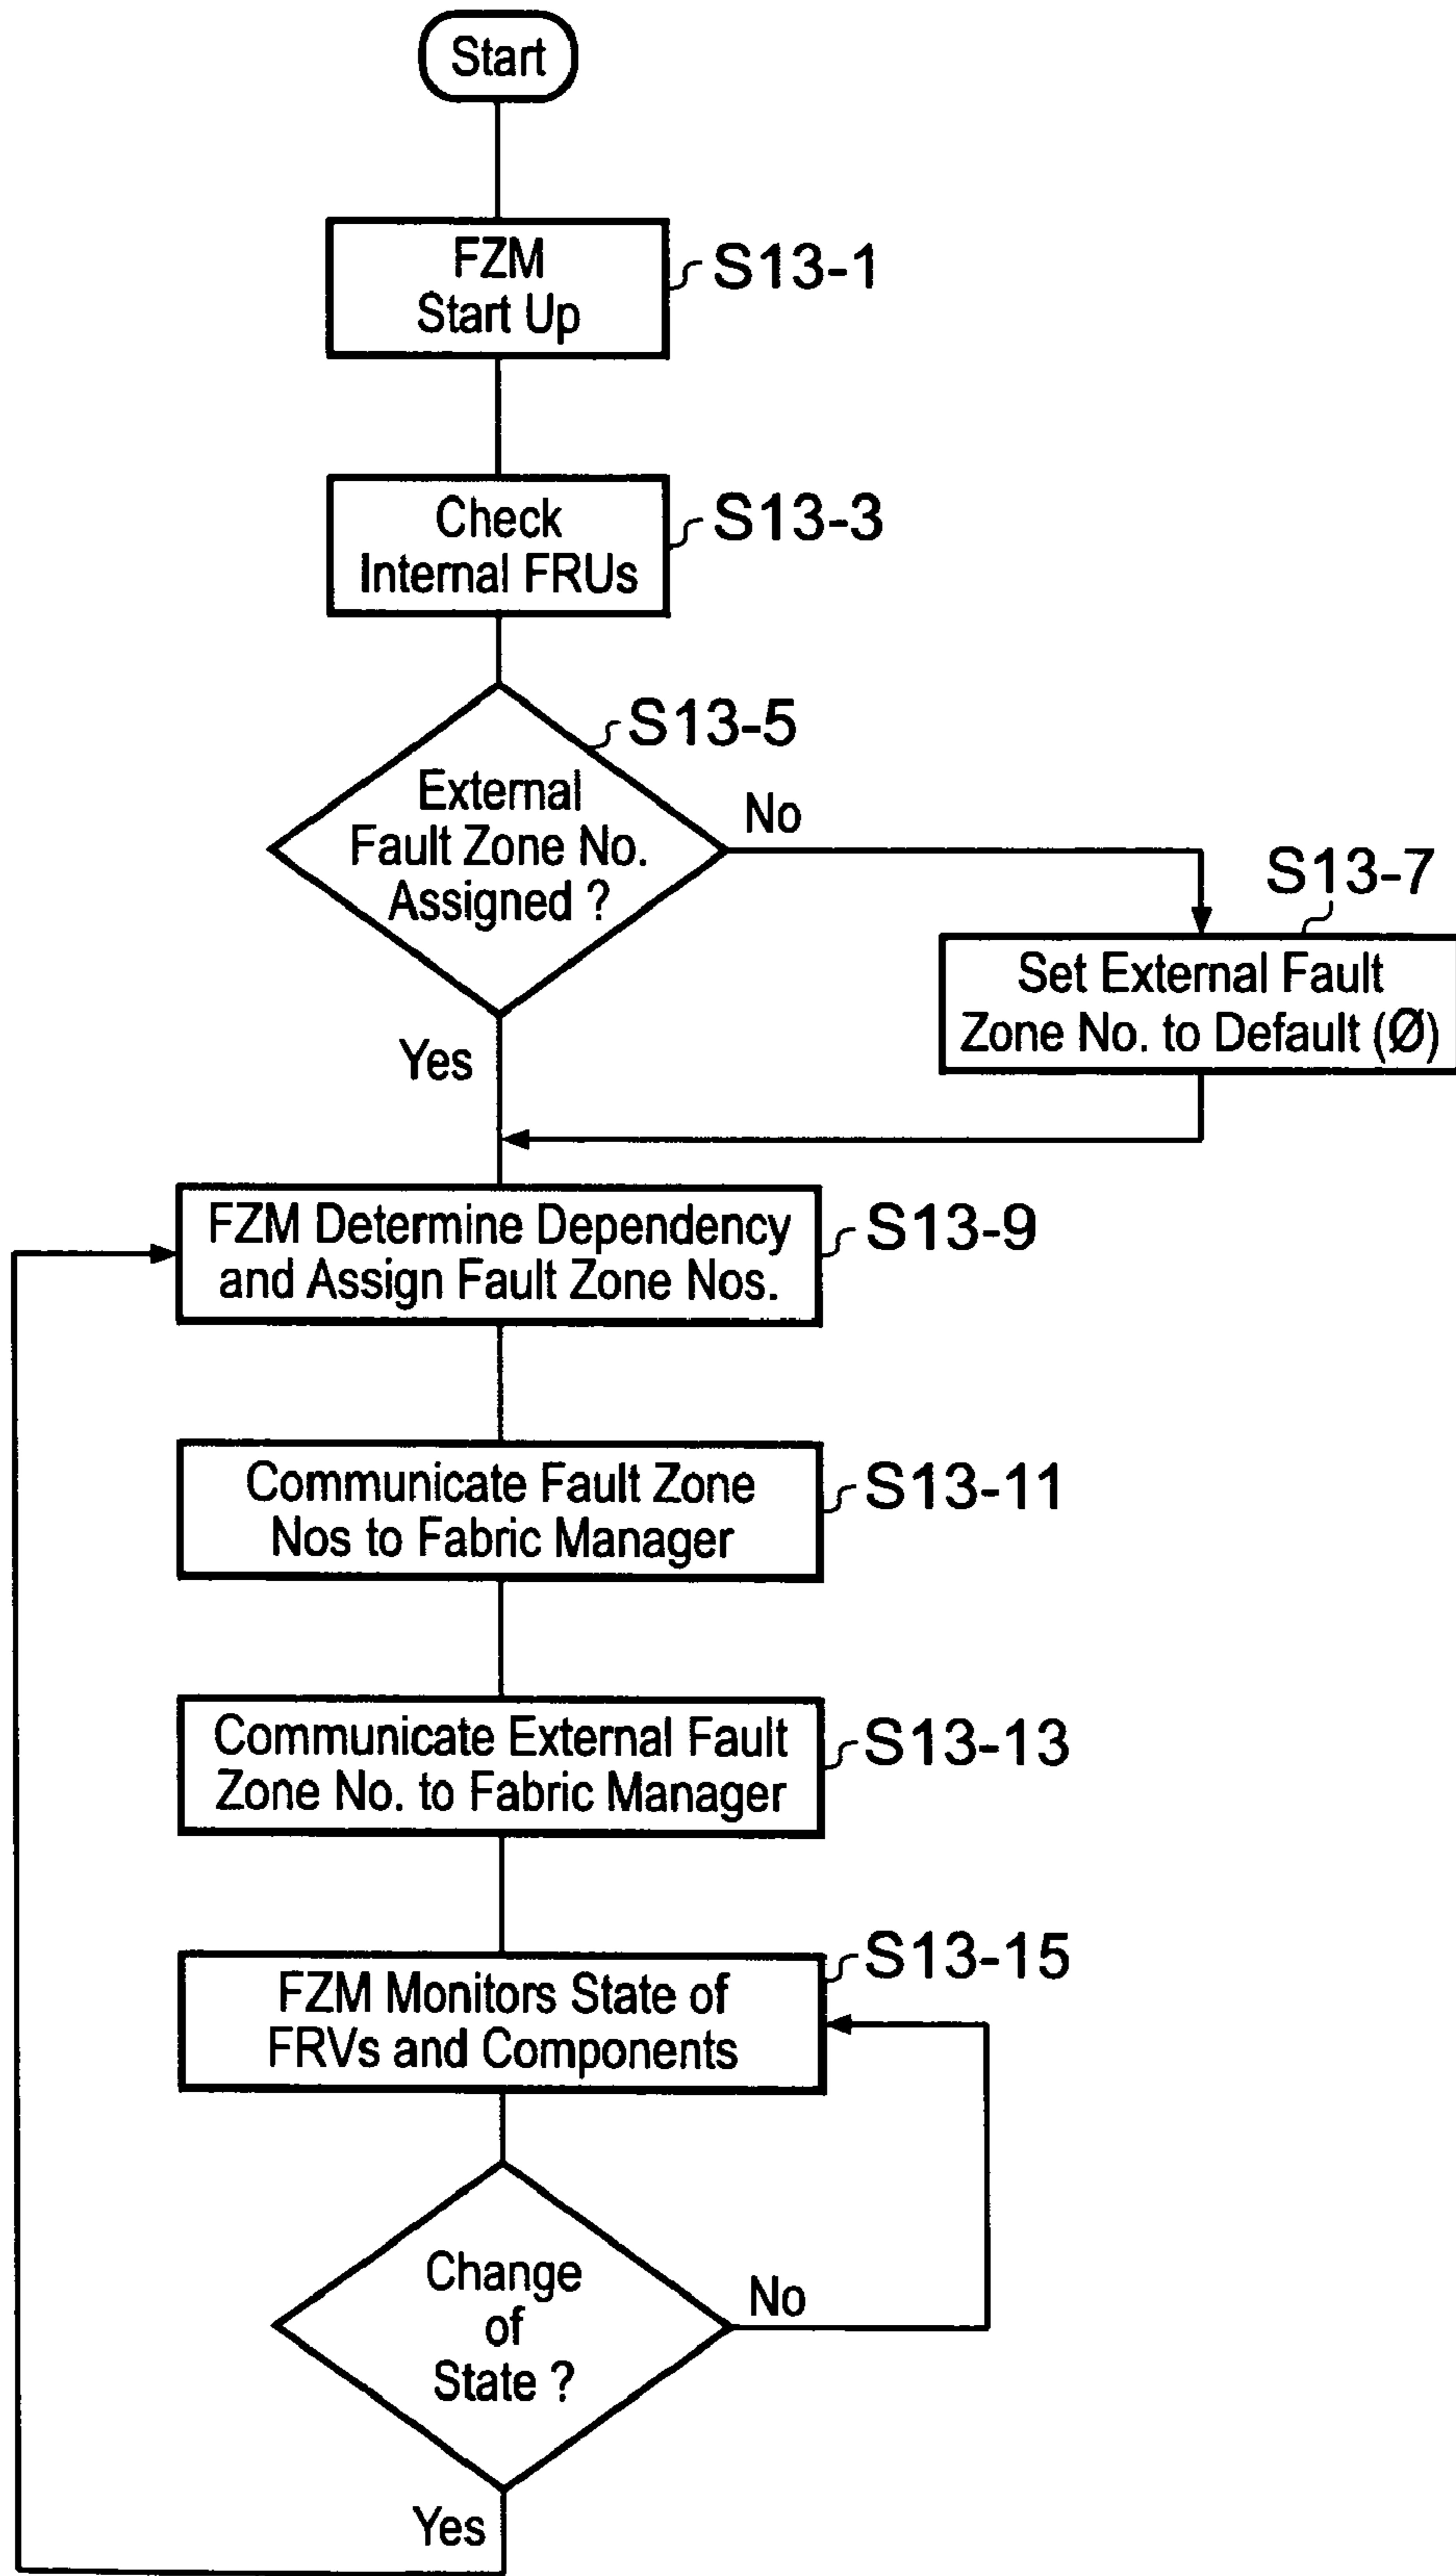 Start
FZM
Start Up
S13-1
Check
Internal FRUs
S13-3
S13-5
External
Fault Zone No.
Assigned ?
No
Yes
S13-7
Set External Fault
Zone No. to Default (Ø)
FZM Determine Dependency
and Assign Fault Zone Nos.
S13-9
Communicate Fault Zone
Nos to Fabric Manager
S13-11
Communicate External Fault
Zone No. to Fabric Manager
S13-13
FZM Monitors State of
FRVs and Components
S13-15
Change
of
State ?
No
Yes